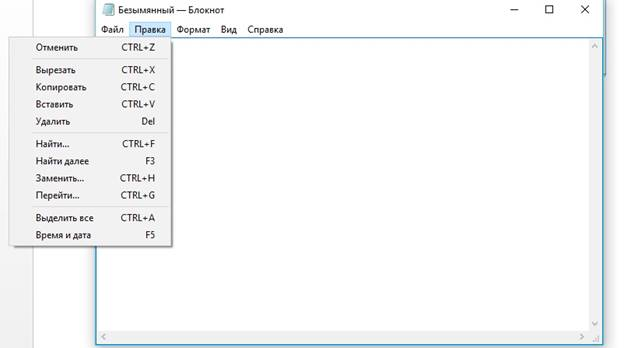 Безымянный — Блокнот
Файл Правка Формат Вид Справка
Отменить CTRL+Z
Вырезать CTRL+X
Копировать CTRL+C
Вставить CTRL+V
Удалить Del
Найти... CTRL+F
Найти далее F3
Заменить... CTRL+H
Перейти... CTRL+G
Выделить все CTRL+A
Время и дата F5